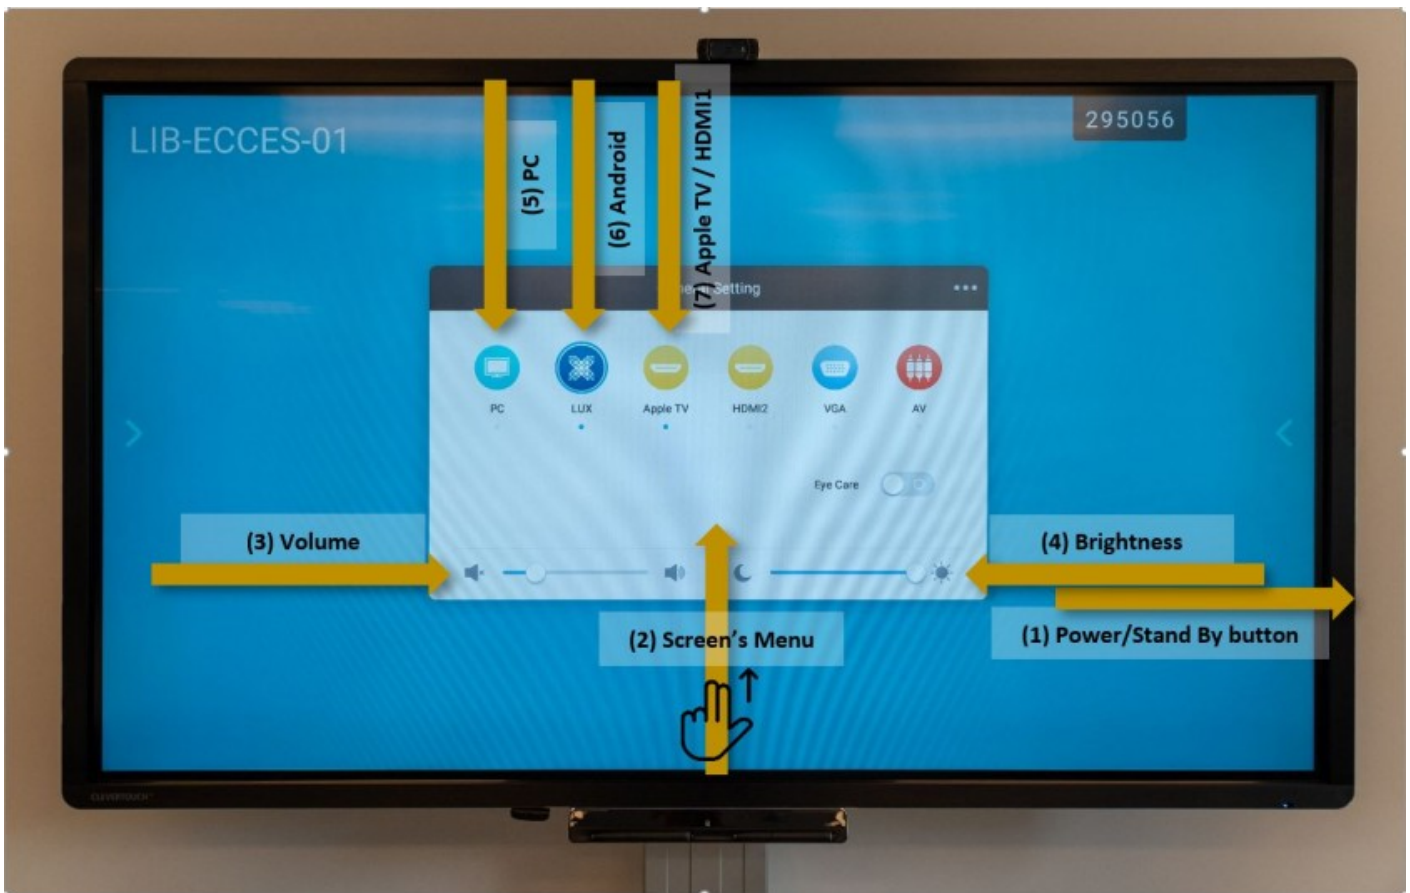 LIB-ECCES-01
295056
(5) PC
(6) Android
(7) Apple TV / HDMI1
Setting
PC
LUX
Apple TV
HDMI2
VGA
AV
Eye Care
(3) Volume
(4) Brightness
(2) Screen's Menu
(1) Power/Stand By button
CLEVERTOUCH